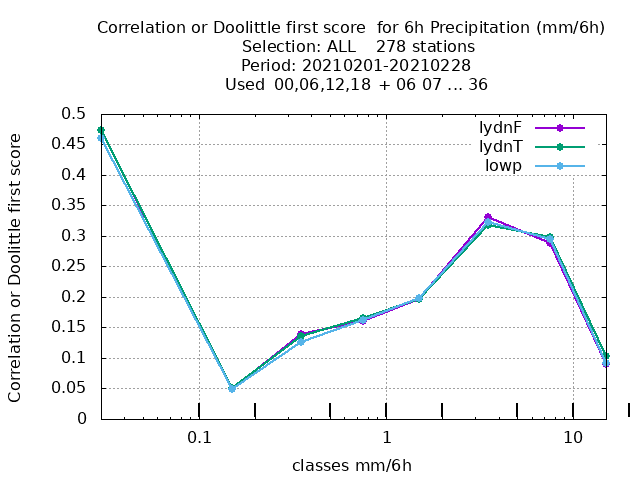 Correlation or Doolittle first score  for 6h Precipitation (mm/6h)
Selection: ALL    278 stations
Period: 20210201-20210228
Used  00,06,12,18 + 06 07 ... 36
Correlation or Doolittle first score
0.5
0.45
0.4
0.35
0.3
0.25
0.2
0.15
0.1
0.05
0
lydnF
lydnT
lowp
0.1
1
10
classes mm/6h